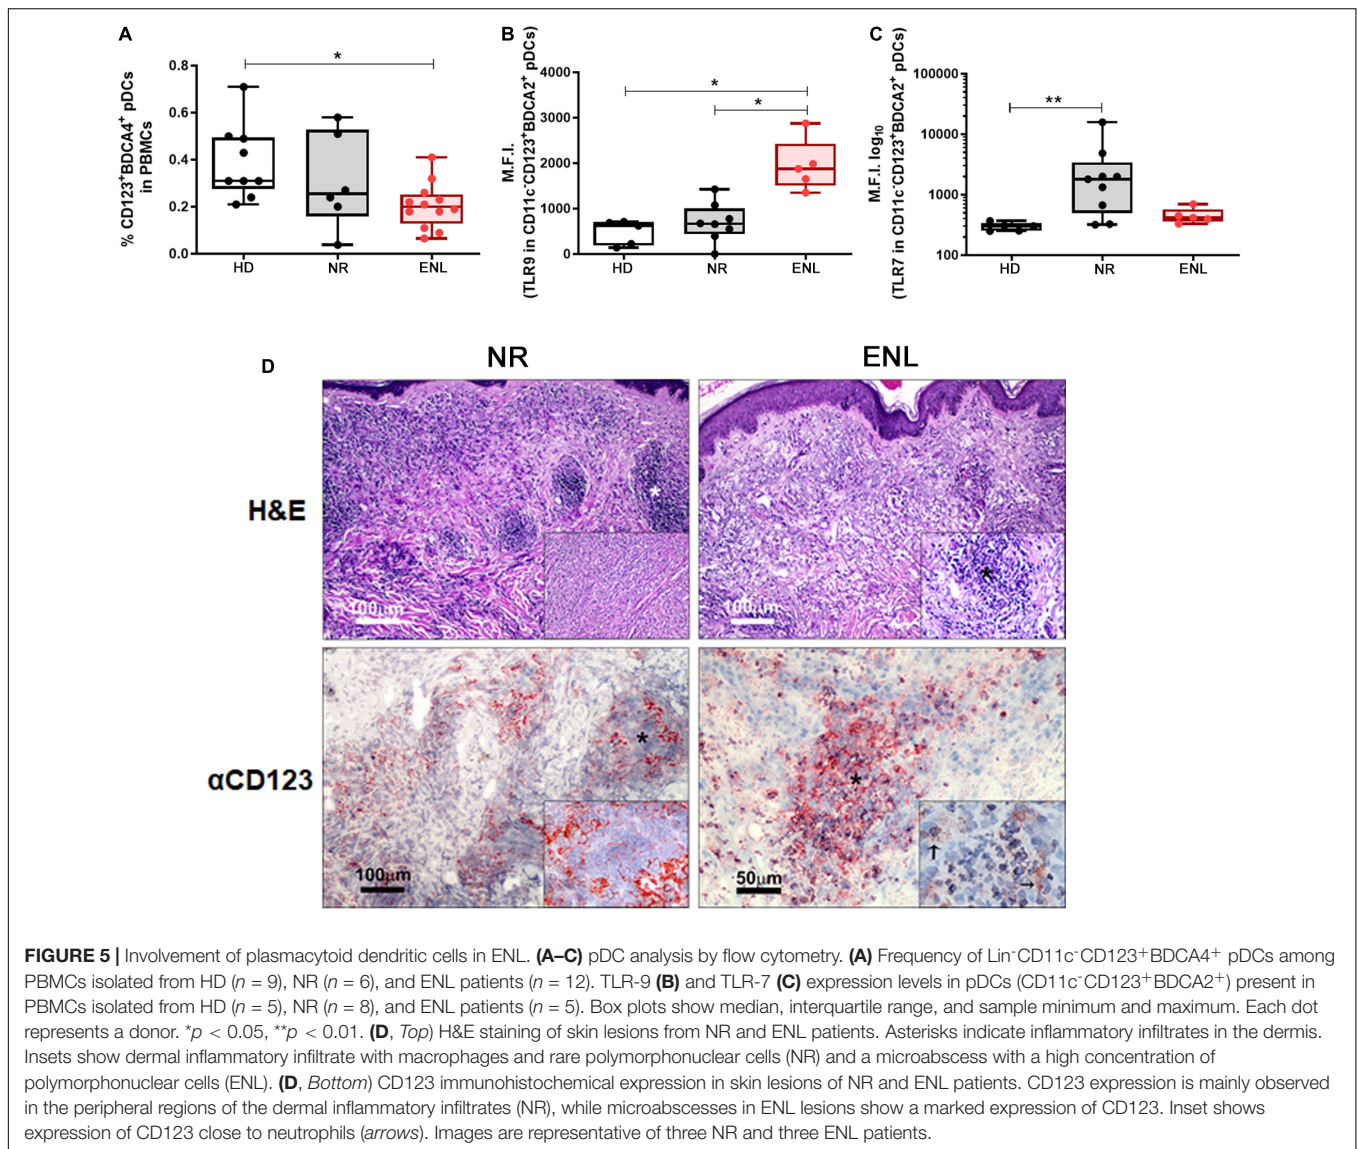 A
B
C
% CD123⁺BDCA4⁺ pDCs
in PBMCs
0.8
0.6
0.4
0.2
0.0
*
HD
NR
ENL
M.F.I.
(TLR9 in CD11c⁻CD123⁺BDCA2⁺ pDCs)
4000
3000
2000
1000
0
*
*
HD
NR
ENL
M.F.I. log₁₀
(TLR7 in CD11c⁻CD123⁺BDCA2⁺ pDCs)
100000
10000
1000
100
**
HD
NR
ENL
D
NR
ENL
H&E
*
100µm
*
100µm
αCD123
*
100µm
*
50µm
↑
→
FIGURE 5 | Involvement of plasmacytoid dendritic cells in ENL. (A–C) pDC analysis by flow cytometry. (A) Frequency of Lin⁻CD11c⁻CD123⁺BDCA4⁺ pDCs among
PBMCs isolated from HD (n = 9), NR (n = 6), and ENL patients (n = 12). TLR-9 (B) and TLR-7 (C) expression levels in pDCs (CD11c⁻CD123⁺BDCA2⁺) present in
PBMCs isolated from HD (n = 5), NR (n = 8), and ENL patients (n = 5). Box plots show median, interquartile range, and sample minimum and maximum. Each dot
represents a donor. *p < 0.05, **p < 0.01. (D, Top) H&E staining of skin lesions from NR and ENL patients. Asterisks indicate inflammatory infiltrates in the dermis.
Insets show dermal inflammatory infiltrate with macrophages and rare polymorphonuclear cells (NR) and a microabscess with a high concentration of
polymorphonuclear cells (ENL). (D, Bottom) CD123 immunohistochemical expression in skin lesions of NR and ENL patients. CD123 expression is mainly observed
in the peripheral regions of the dermal inflammatory infiltrates (NR), while microabscesses in ENL lesions show a marked expression of CD123. Inset shows
expression of CD123 close to neutrophils (arrows). Images are representative of three NR and three ENL patients.